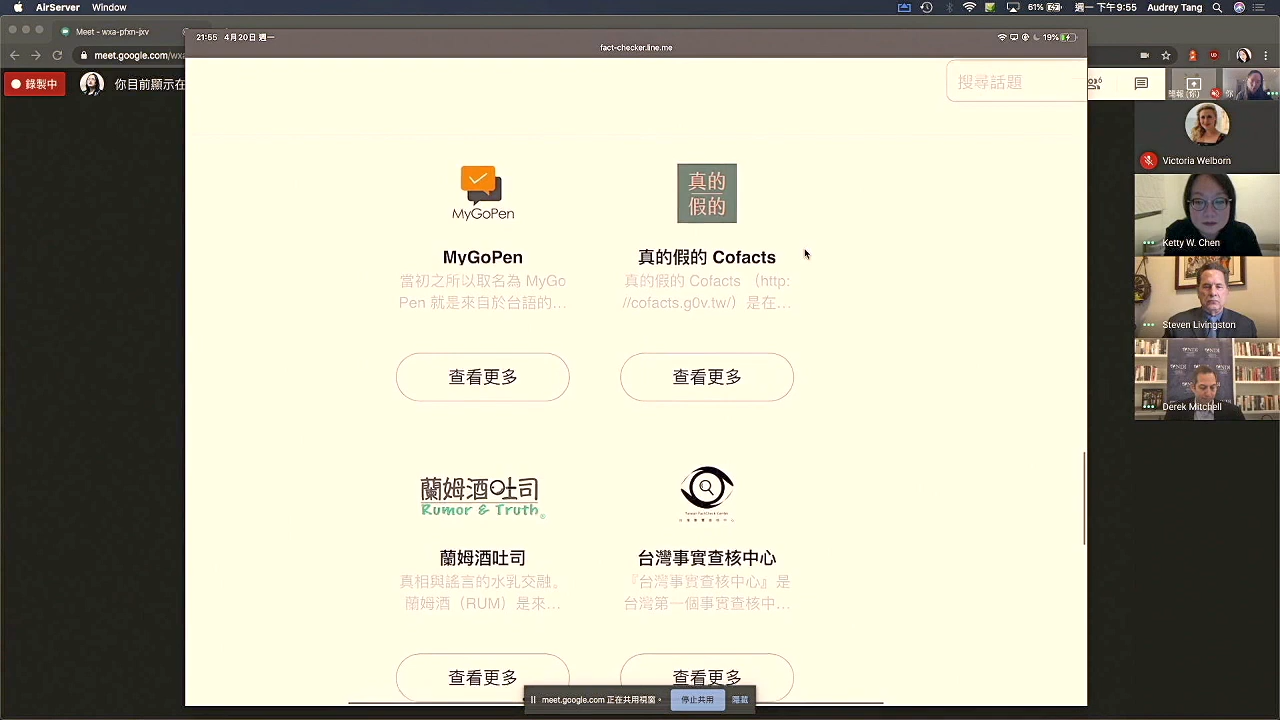 AirServer Window
61% 週一 下午9:55 Audrey Tang
Meet - wxa-pfxn-jxv
21:55 4月20日 週一
19%
fact-checker.line.me
meet.google.com/wxa
錄製中
你目前顯示在
搜尋話題
Victoria Welborn
Ketty W. Chen
Steven Livingston
Derek Mitchell
MyGoPen
真的
假的
MyGoPen
真的假的 Cofacts
當初之所以取名為 MyGo
Pen 就是來自於台語的...
真的假的 Cofacts （http:
//cofacts.g0v.tw/）是在...
查看更多
查看更多
蘭姆酒吐司
Rumor & Truth
蘭姆酒吐司
台灣事實查核中心
真相與謠言的水乳交融。
蘭姆酒（RUM）是來...
『台灣事實查核中心』是
台灣第一個事實查核中...
查看更多
查看更多
meet.google.com 正在共用視窗。
停止共用
隱藏